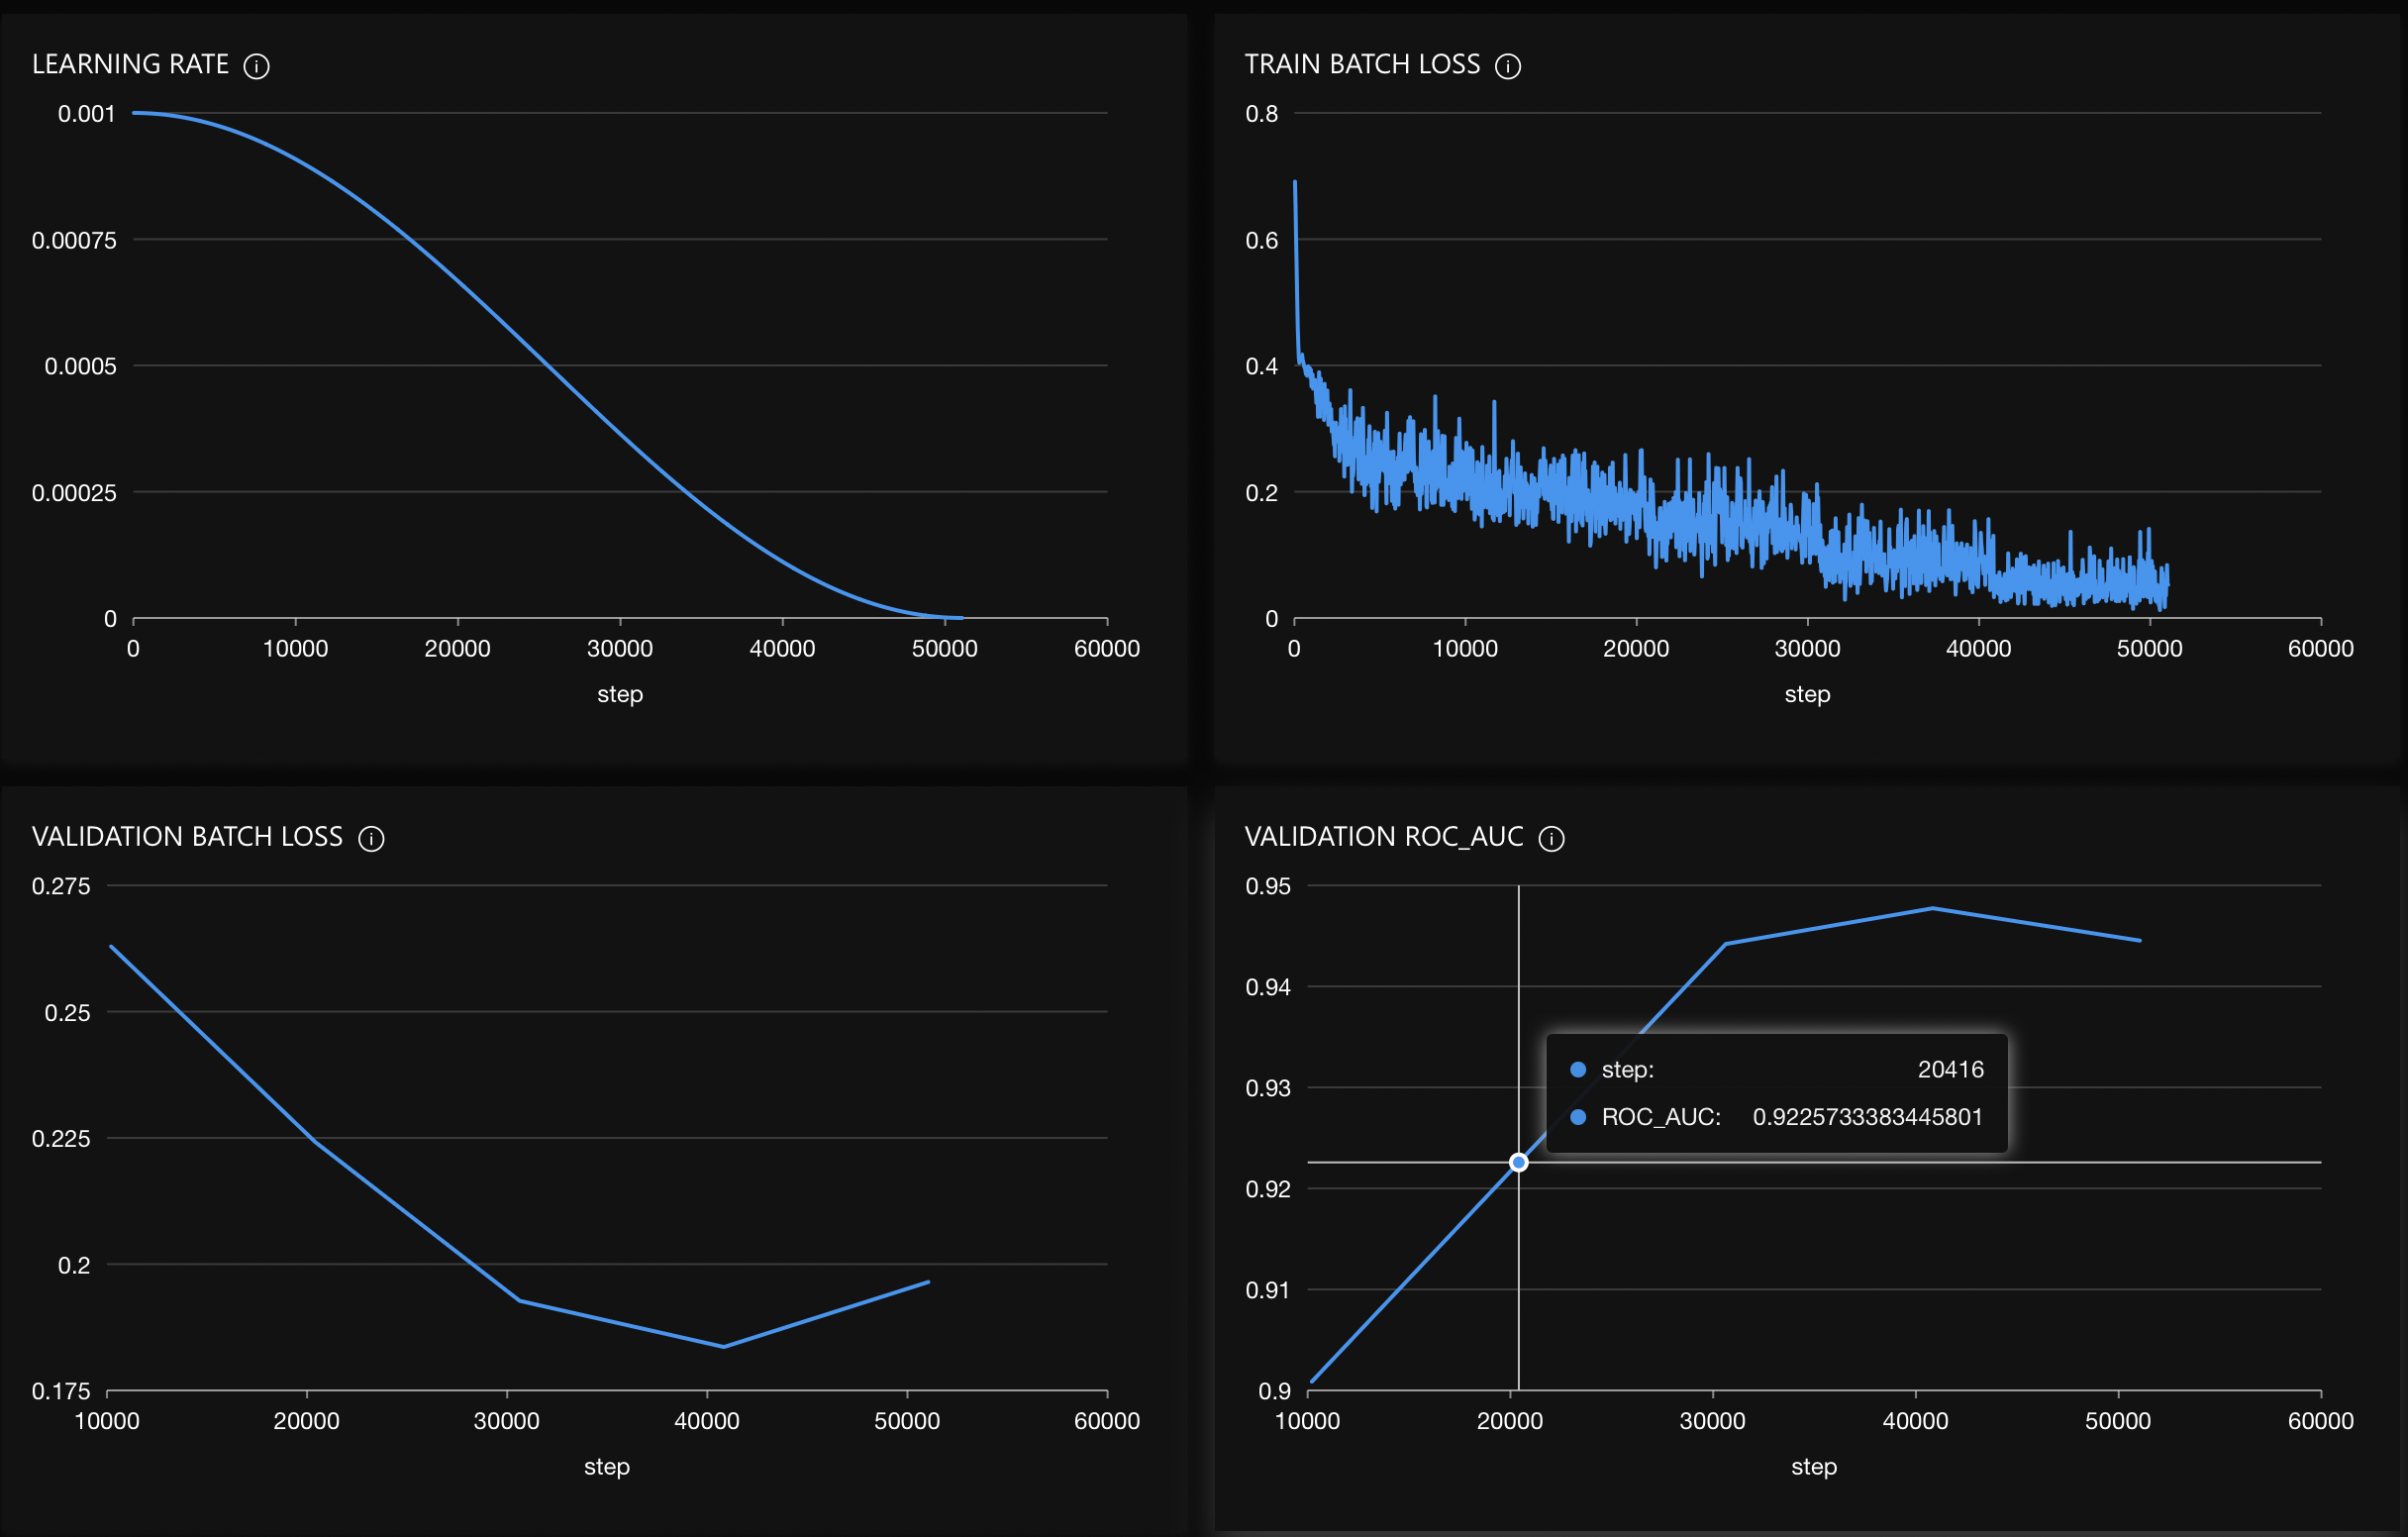 LEARNING RATE
0.001
0.00075
0.0005
0.00025
0
0 10000 20000 30000 40000 50000 60000
step
TRAIN BATCH LOSS
0.8
0.6
0.4
0.2
0
0 10000 20000 30000 40000 50000 60000
step
VALIDATION BATCH LOSS
0.275
0.25
0.225
0.2
0.175
10000 20000 30000 40000 50000 60000
step
VALIDATION ROC_AUC
0.95
0.94
0.93
0.92
0.91
0.9
step: 20416
ROC_AUC: 0.9225733383445801
10000 20000 30000 40000 50000 60000
step